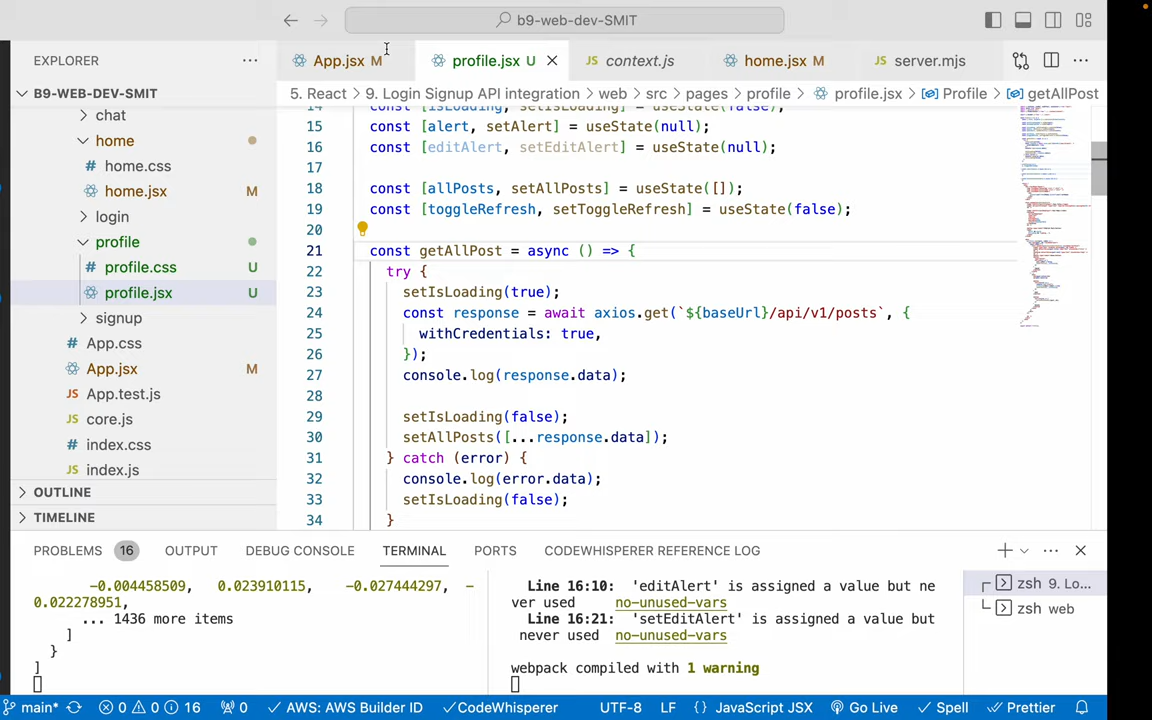 b9-web-dev-SMIT
EXPLORER
App.jsx M
profile.jsx U
JS context.js
home.jsx M
JS server.mjs
B9-WEB-DEV-SMIT
5. React > 9. Login Signup API integration > web > src > pages > profile > profile.jsx > Profile > getAllPost
chat
home
# home.css
home.jsx M
login
profile
# profile.css U
profile.jsx U
signup
# App.css
App.jsx M
JS App.test.js
JS core.js
# index.css
JS index.js
OUTLINE
TIMELINE
14 const [isLoading, setIsLoading] = useState(false);
15 const [alert, setAlert] = useState(null);
16 const [editAlert, setEditAlert] = useState(null);
17
18 const [allPosts, setAllPosts] = useState([]);
19 const [toggleRefresh, setToggleRefresh] = useState(false);
20
21 const getAllPost = async () => {
22 try {
23 setIsLoading(true);
24 const response = await axios.get(`${baseUrl}/api/v1/posts`, {
25 withCredentials: true,
26 });
27 console.log(response.data);
28
29 setIsLoading(false);
30 setAllPosts([...response.data]);
31 } catch (error) {
32 console.log(error.data);
33 setIsLoading(false);
34 }
PROBLEMS 16 OUTPUT DEBUG CONSOLE TERMINAL PORTS CODEWHISPERER REFERENCE LOG
-0.004458509, 0.023910115, -0.027444297, -
0.022278951,
... 1436 more items
]
}
]
Line 16:10: 'editAlert' is assigned a value but ne
ver used no-unused-vars
Line 16:21: 'setEditAlert' is assigned a value but
never used no-unused-vars
webpack compiled with 1 warning
zsh 9. Lo...
zsh web
main* 0 0 16 0 AWS: AWS Builder ID CodeWhisperer UTF-8 LF {} JavaScript JSX Go Live Spell Prettier